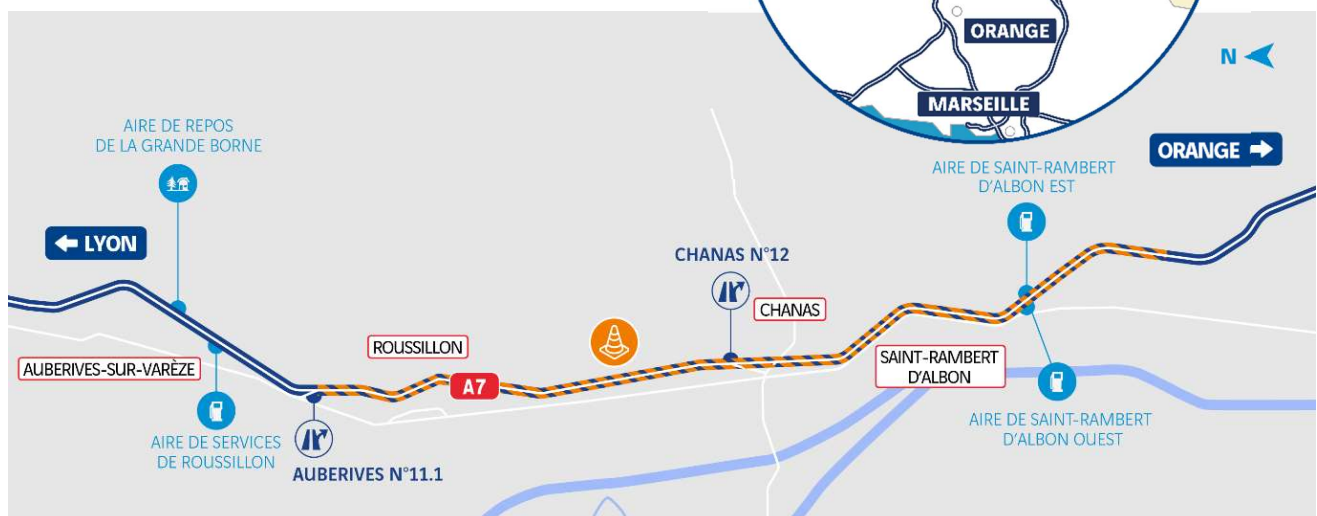 ORANGE
MARSEILLE
N
AIRE DE REPOS
DE LA GRANDE BORNE
LYON
AUBERIVES-SUR-VARÈZE
AIRE DE SERVICES
DE ROUSSILLON
AUBERIVES N°11.1
ROUSSILLON
A7
CHANAS N°12
CHANAS
SAINT-RAMBERT
D'ALBON
AIRE DE SAINT-RAMBERT
D'ALBON EST
ORANGE
AIRE DE SAINT-RAMBERT
D'ALBON OUEST